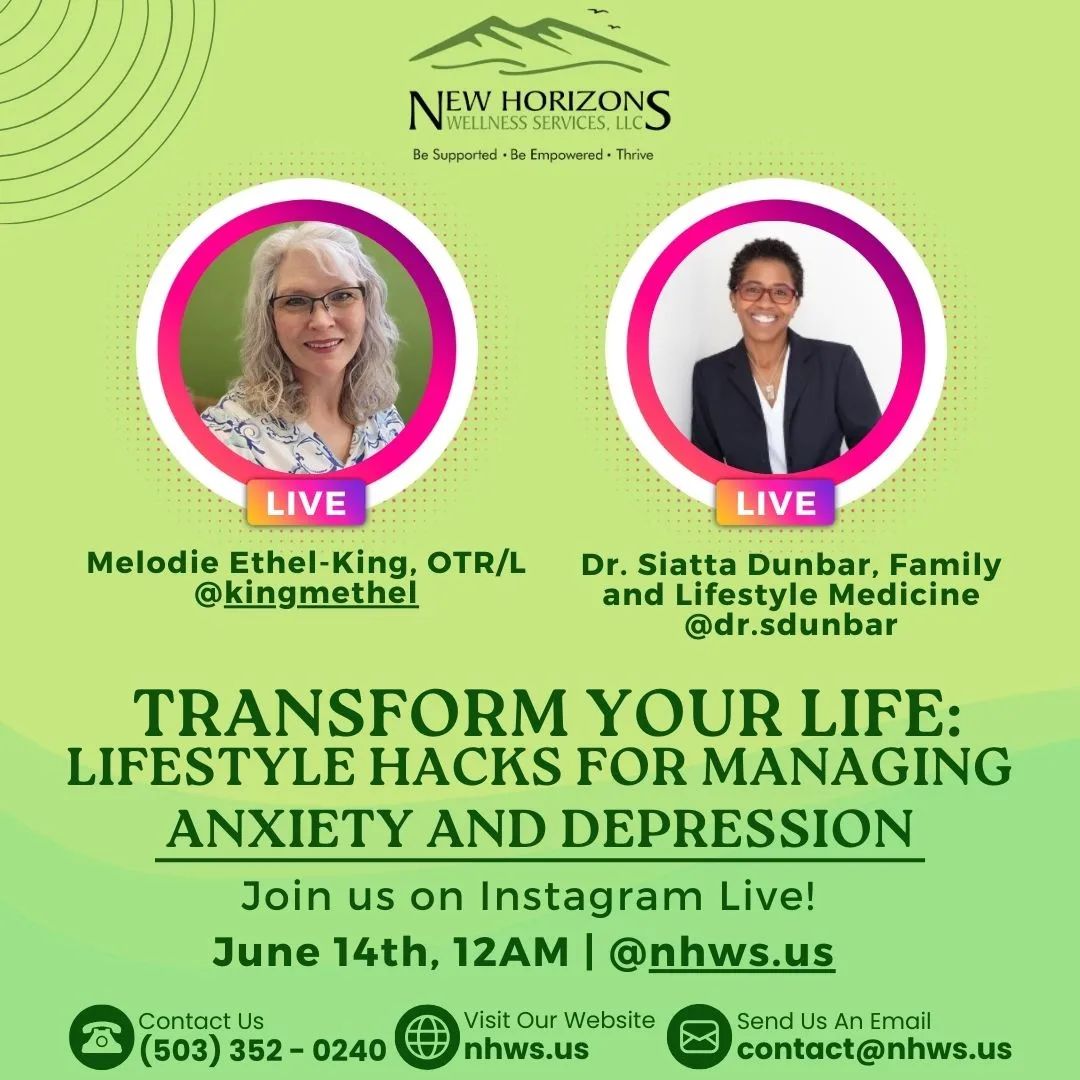 NEW HORIZONS
WELLNESS SERVICES, LLC
Be Supported • Be Empowered • Thrive
LIVE
LIVE
Melodie Ethel-King, OTR/L
@kingmethel
Dr. Siatta Dunbar, Family
and Lifestyle Medicine
@dr.sdunbar
TRANSFORM YOUR LIFE:
LIFESTYLE HACKS FOR MANAGING
ANXIETY AND DEPRESSION
Join us on Instagram Live!
June 14th, 12AM | @nhws.us
Contact Us
(503) 352 - 0240
Visit Our Website
nhws.us
Send Us An Email
contact@nhws.us